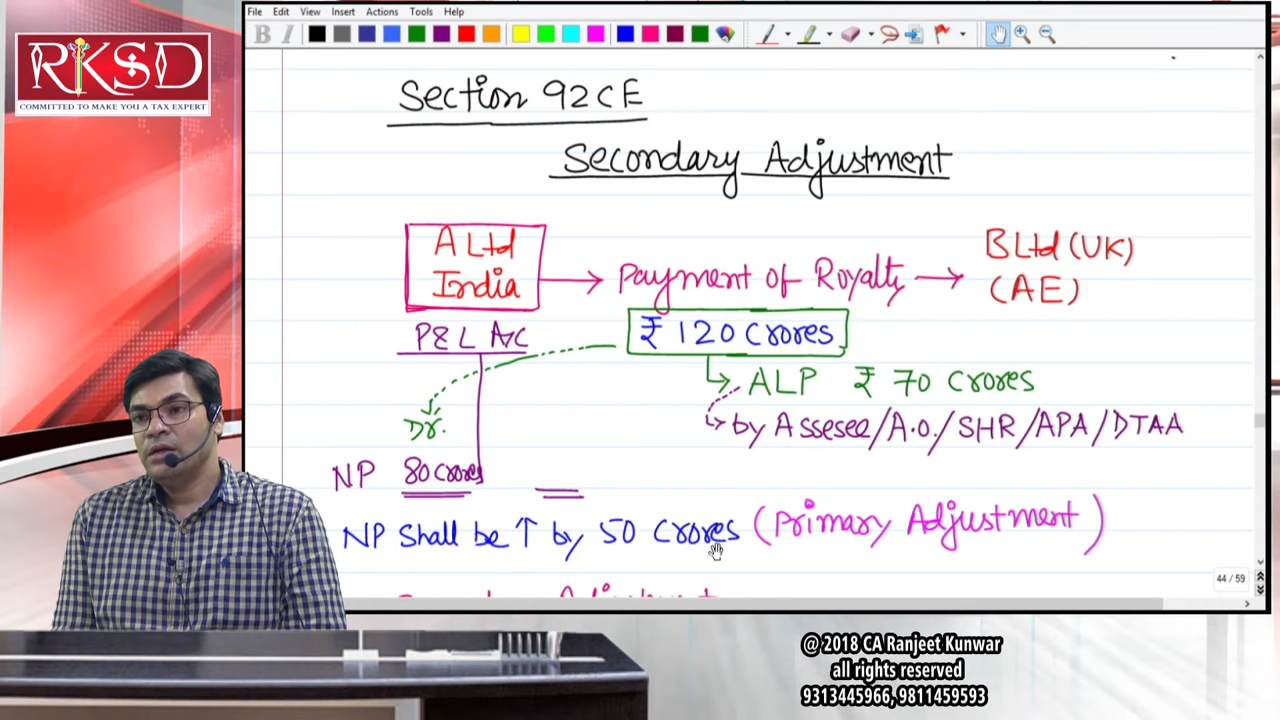 File Edit View Insert Actions Tools Help
B I
RKSD
COMMITTED TO MAKE YOU A TAX EXPERT
Section 92CE
Secondary Adjustment
A Ltd
India
Payment of Royalty
B Ltd (UK)
(AE)
P&L A/C
₹ 120 Crores
ALP ₹ 70 Crores
Dr.
by Assesee/A.O./SHR/APA/DTAA
NP 80 crores
NP Shall be ↑ by 50 Crores (Primary Adjustment)
44 / 59
@ 2018 CA Ranjeet Kunwar
all rights reserved
9313445966, 9811459593